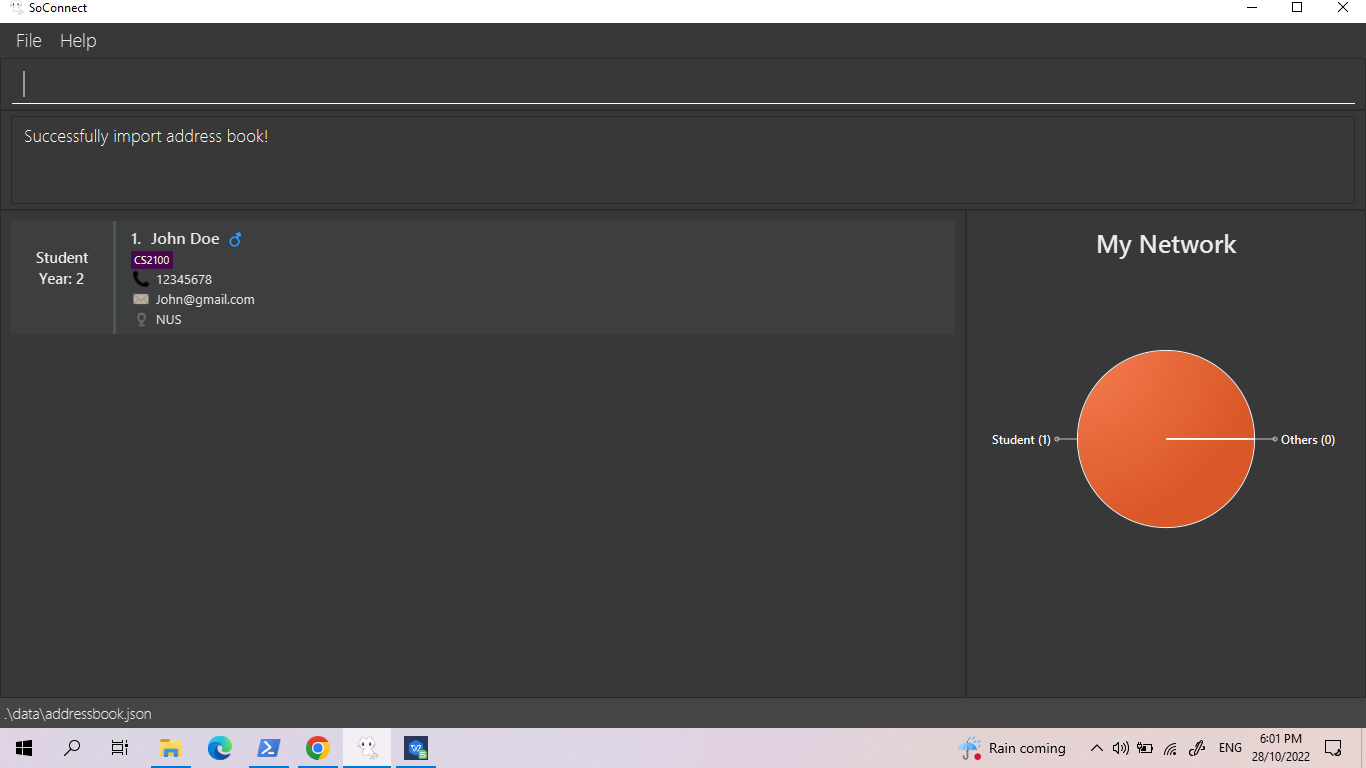 SoConnect
File Help
Successfully import address book!
Student
Year: 2
1. John Doe
CS2100
12345678
John@gmail.com
NUS
My Network
Student (1)
Others (0)
.\data\addressbook.json
Rain coming
ENG
6:01 PM
28/10/2022